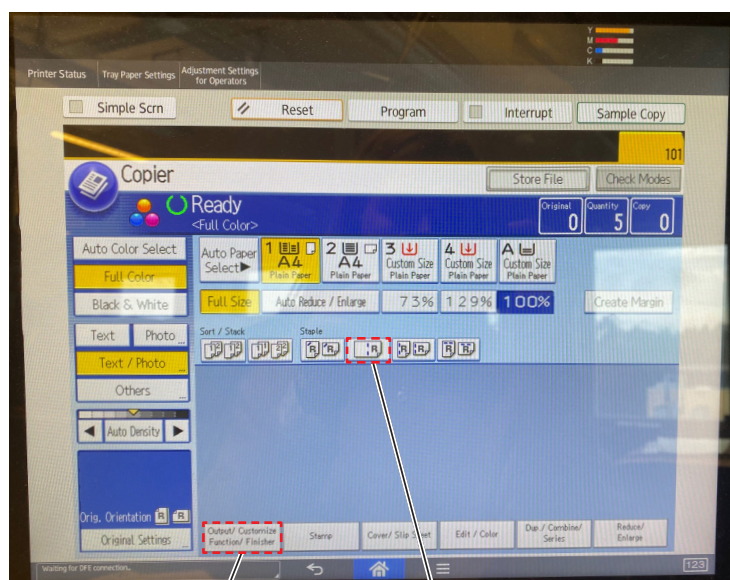 Y
M
C
K
Printer Status
Tray Paper Settings
Adjustment Settings
for Operators
Simple Scrn
Reset
Program
Interrupt
Sample Copy
101
Copier
Store File
Check Modes
Ready
<Full Color>
Original
0
Quantity
5
Copy
0
Auto Color Select
Full Color
Black & White
Text
Photo
Text / Photo
Others
Auto Density
Orig. Orientation
R
R
Original Settings
Auto Paper
Select▶
1
A4
Plain Paper
2
A4
Plain Paper
3
Custom Size
Plain Paper
4
Custom Size
Plain Paper
A
Custom Size
Plain Paper
Full Size
Auto Reduce / Enlarge
73%
129%
100%
Create Margin
Sort / Stack
Staple
R
R
R
R
R
R
R
Output/ Customize
Function/ Finisher
Stamp
Cover/ Slip Sheet
Edit / Color
Dup./ Combine/
Series
Reduce/
Enlarge
Waiting for DFE connection..
123